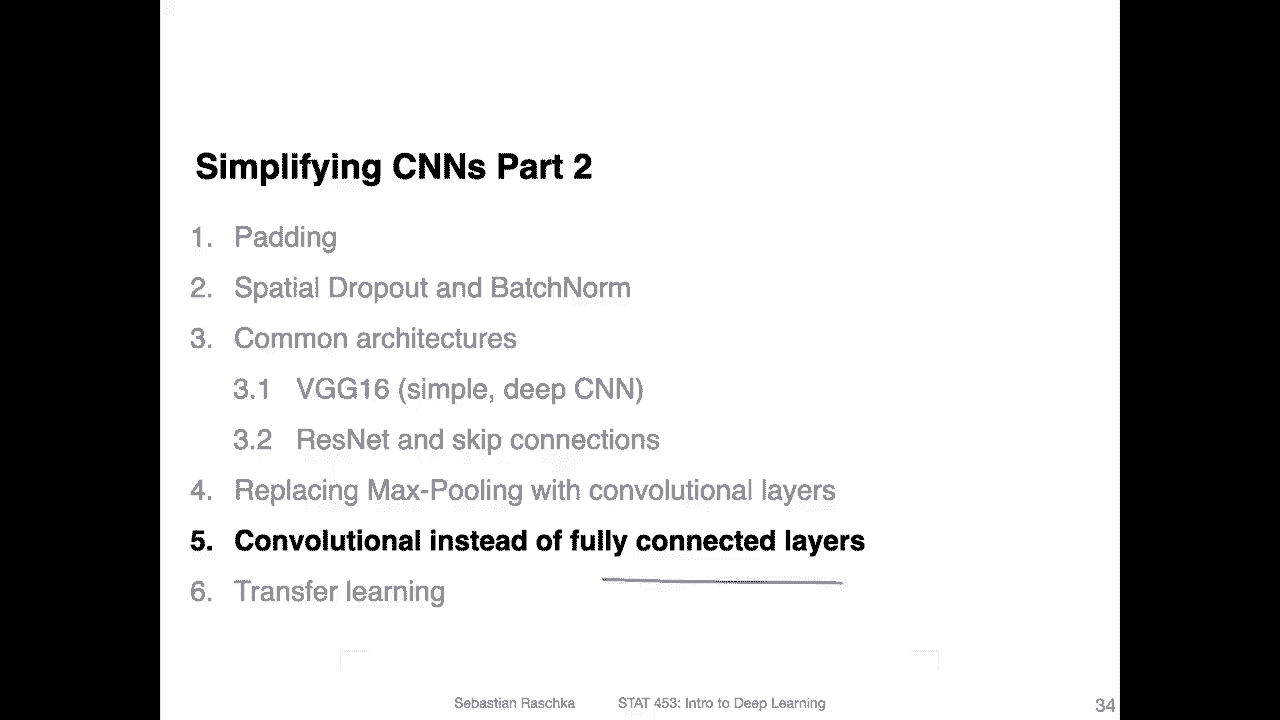 Simplifying CNNs Part 2
1. Padding
2. Spatial Dropout and BatchNorm
3. Common architectures
3.1 VGG16 (simple, deep CNN)
3.2 ResNet and skip connections
4. Replacing Max-Pooling with convolutional layers
5. Convolutional instead of fully connected layers
6. Transfer learning
Sebastian Raschka STAT 453: Intro to Deep Learning 34